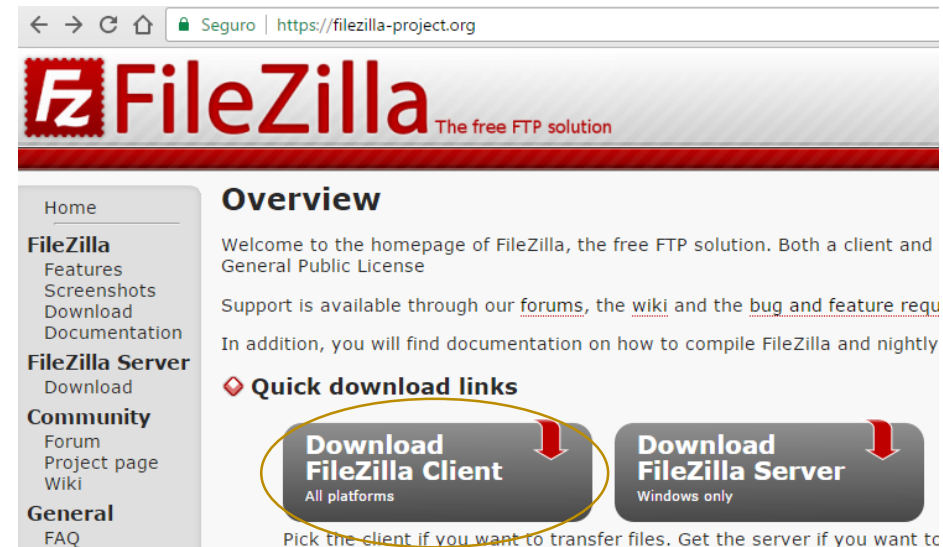 Seguro | https://filezilla-project.org
FileZilla The free FTP solution
Home
FileZilla
Features
Screenshots
Download
Documentation
FileZilla Server
Download
Community
Forum
Project page
Wiki
General
FAQ
Overview
Welcome to the homepage of FileZilla, the free FTP solution. Both a client and
General Public License
Support is available through our forums, the wiki and the bug and feature requ
In addition, you will find documentation on how to compile FileZilla and nightly
Quick download links
Download
FileZilla Client
All platforms
Download
FileZilla Server
Windows only
Pick the client if you want to transfer files. Get the server if you want to